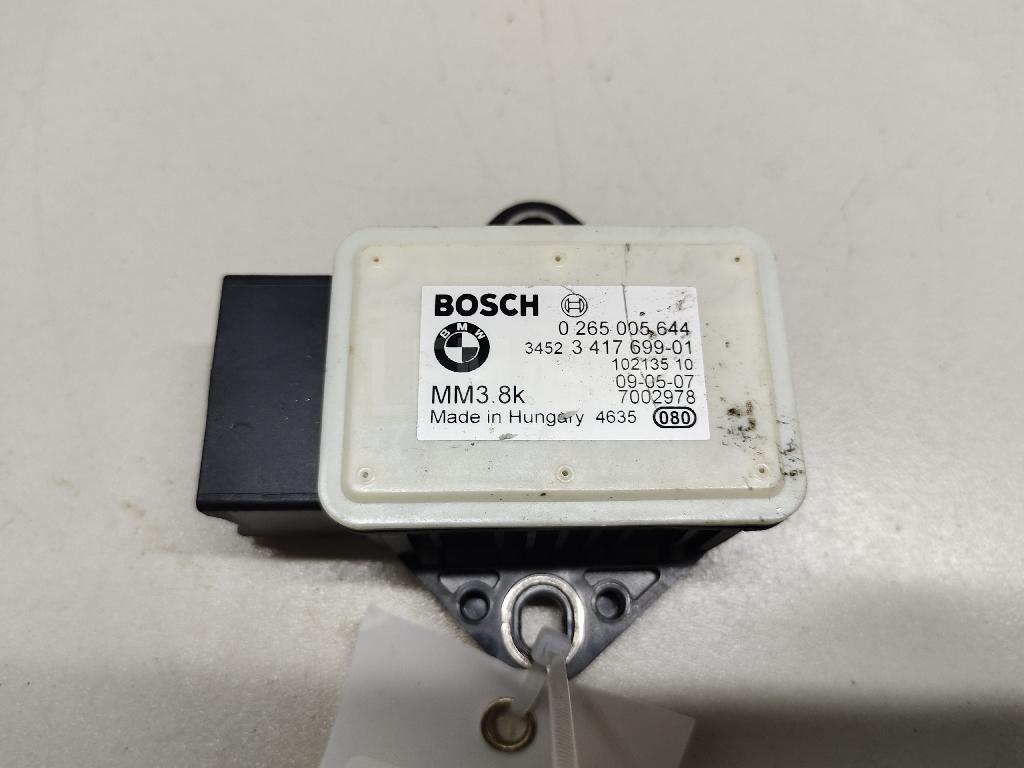 BOSCH
0 265 005 644
BMW
3452 3 417 699-01
102135 10
09-05-07
MM3.8k 7002978
Made in Hungary 4635 080